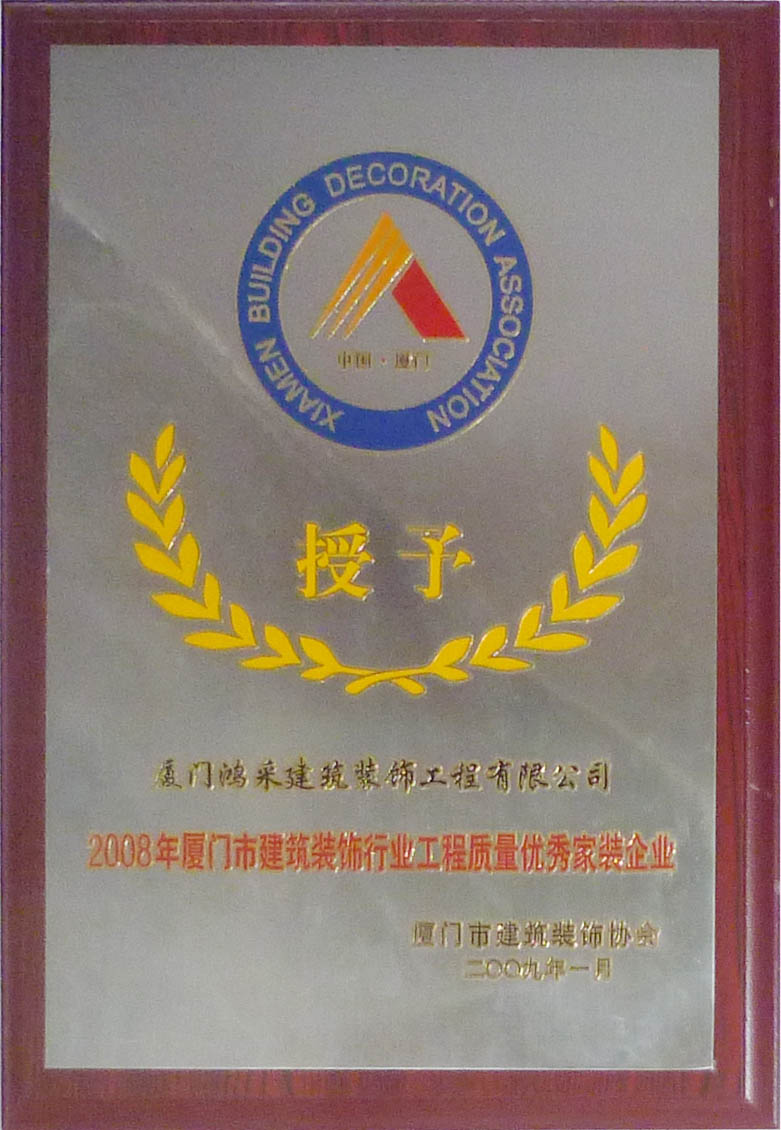 XIAMEN BUILDING DECORATION ASSOCIATION
中国·厦门
授予
厦门鸿采建筑装饰工程有限公司
2008年厦门市建筑装饰行业工程质量优秀家装企业
厦门市建筑装饰协会
二〇〇九年一月